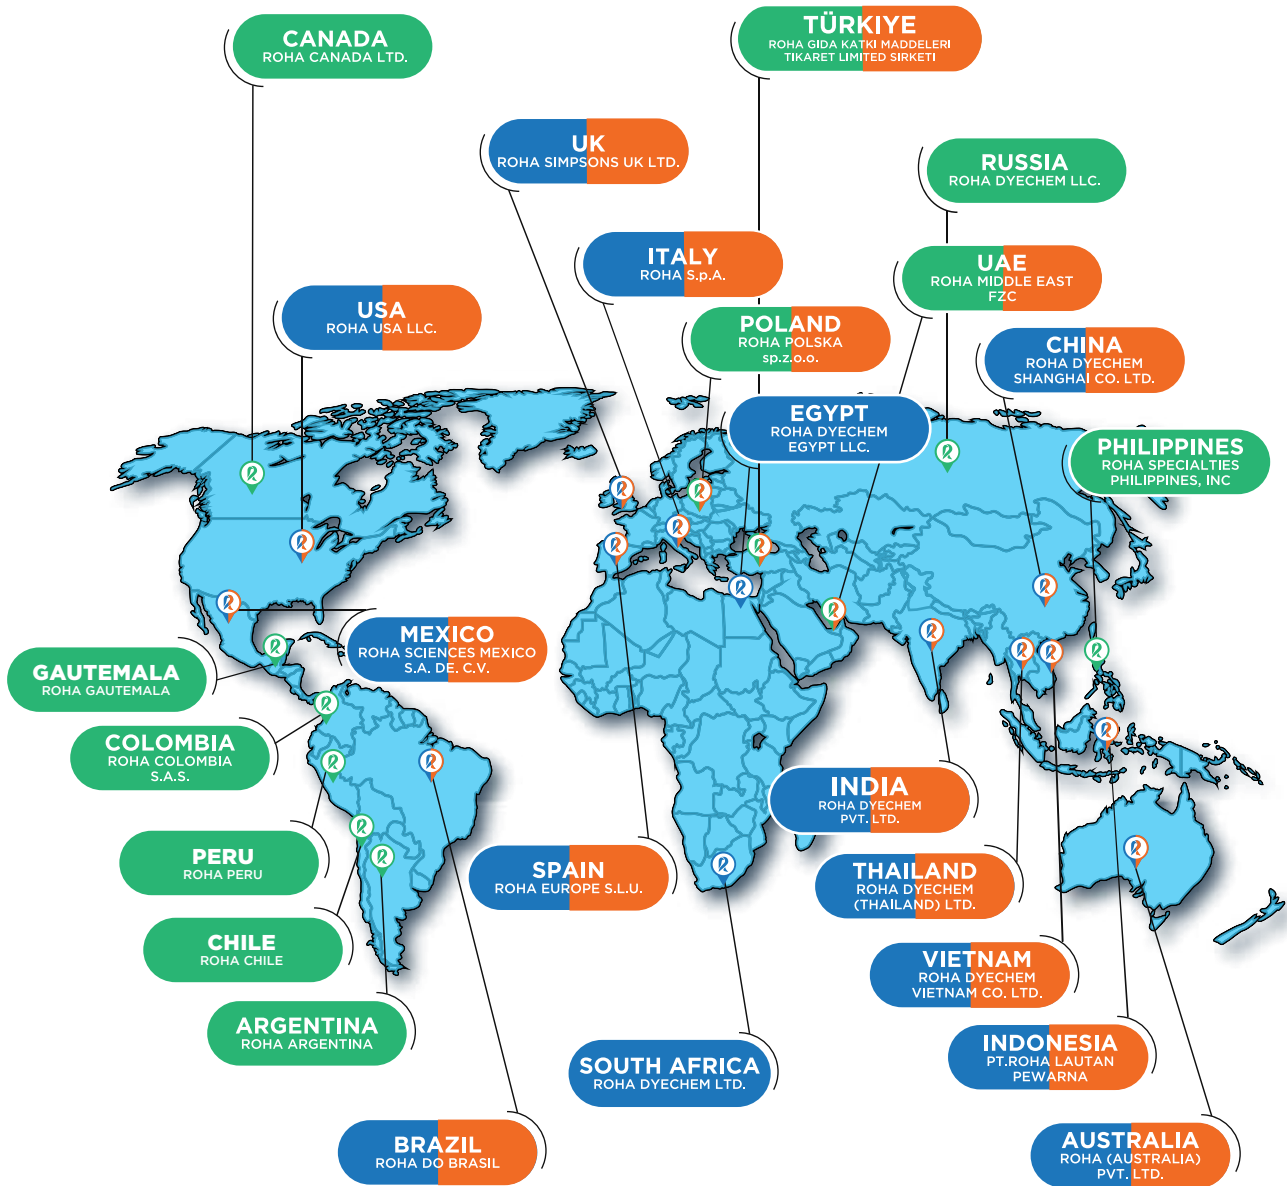 CANADA
ROHA CANADA LTD.
TÜRKIYE
ROHA GIDA KATKI MADDELERI
TIKARET LIMITED SIRKETI
UK
ROHA SIMPSONS UK LTD.
RUSSIA
ROHA DYECHEM LLC.
ITALY
ROHA S.p.A.
UAE
ROHA MIDDLE EAST
FZC
USA
ROHA USA LLC.
POLAND
ROHA POLSKA
sp.z.o.o.
CHINA
ROHA DYECHEM
SHANGHAI CO. LTD.
EGYPT
ROHA DYECHEM
EGYPT LLC.
PHILIPPINES
ROHA SPECIALTIES
PHILIPPINES, INC
MEXICO
ROHA SCIENCES MEXICO
S.A. DE. C.V.
GAUTEMALA
ROHA GAUTEMALA
COLOMBIA
ROHA COLOMBIA
S.A.S.
INDIA
ROHA DYECHEM
PVT. LTD.
PERU
ROHA PERU
SPAIN
ROHA EUROPE S.L.U.
THAILAND
ROHA DYECHEM
(THAILAND) LTD.
CHILE
ROHA CHILE
VIETNAM
ROHA DYECHEM
VIETNAM CO. LTD.
ARGENTINA
ROHA ARGENTINA
SOUTH AFRICA
ROHA DYECHEM LTD.
INDONESIA
PT.ROHA LAUTAN
PEWARNA
BRAZIL
ROHA DO BRASIL
AUSTRALIA
ROHA (AUSTRALIA)
PVT. LTD.